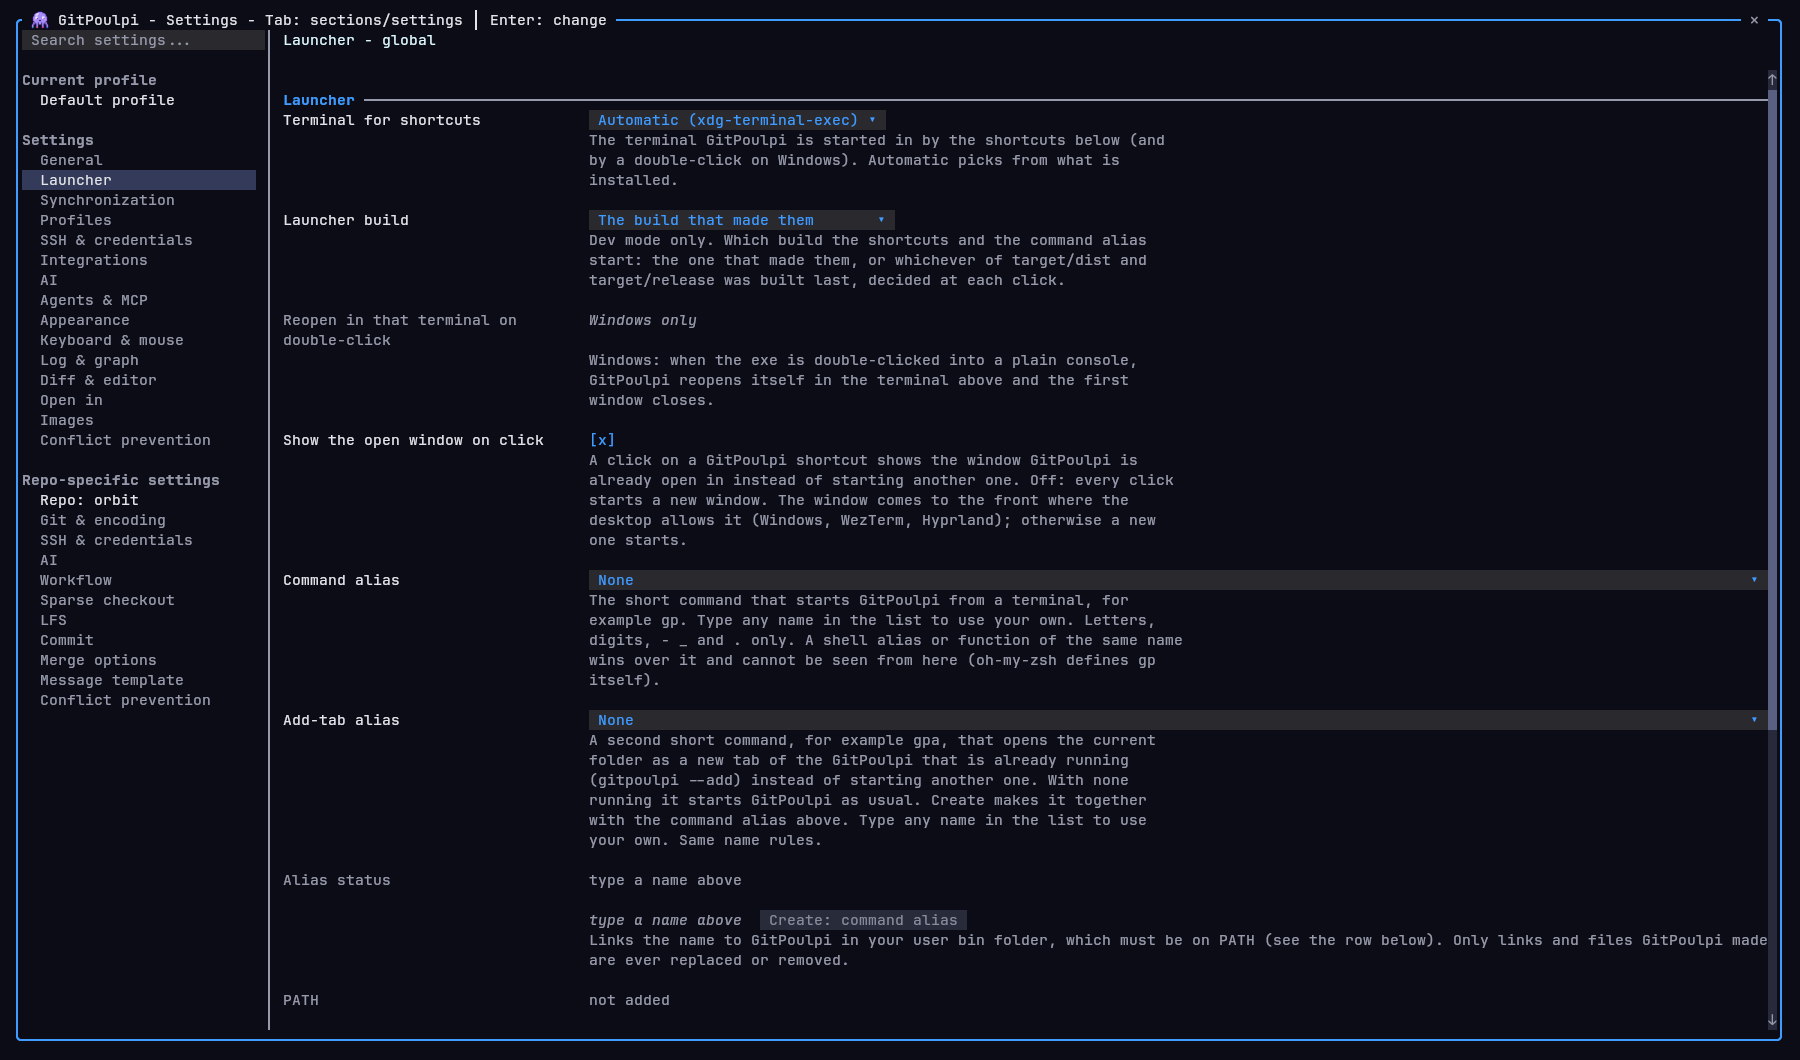 GitPoulpi - Settings - Tab: sections/settings │ Enter: change ×
Search settings...
Launcher - global
Current profile
Default profile
Settings
General
Launcher
Synchronization
Profiles
SSH & credentials
Integrations
AI
Agents & MCP
Appearance
Keyboard & mouse
Log & graph
Diff & editor
Open in
Images
Conflict prevention
Repo-specific settings
Repo: orbit
Git & encoding
SSH & credentials
AI
Workflow
Sparse checkout
LFS
Commit
Merge options
Message template
Conflict prevention
Launcher
Terminal for shortcuts
Automatic (xdg-terminal-exec) ▾
The terminal GitPoulpi is started in by the shortcuts below (and
by a double-click on Windows). Automatic picks from what is
installed.
Launcher build
The build that made them ▾
Dev mode only. Which build the shortcuts and the command alias
start: the one that made them, or whichever of target/dist and
target/release was built last, decided at each click.
Reopen in that terminal on
double-click
Windows only
Windows: when the exe is double-clicked into a plain console,
GitPoulpi reopens itself in the terminal above and the first
window closes.
Show the open window on click
[x]
A click on a GitPoulpi shortcut shows the window GitPoulpi is
already open in instead of starting another one. Off: every click
starts a new window. The window comes to the front where the
desktop allows it (Windows, WezTerm, Hyprland); otherwise a new
one starts.
Command alias
None ▾
The short command that starts GitPoulpi from a terminal, for
example gp. Type any name in the list to use your own. Letters,
digits, - _ and . only. A shell alias or function of the same name
wins over it and cannot be seen from here (oh-my-zsh defines gp
itself).
Add-tab alias
None ▾
A second short command, for example gpa, that opens the current
folder as a new tab of the GitPoulpi that is already running
(gitpoulpi --add) instead of starting another one. With none
running it starts GitPoulpi as usual. Create makes it together
with the command alias above. Type any name in the list to use
your own. Same name rules.
Alias status
type a name above
type a name above Create: command alias
Links the name to GitPoulpi in your user bin folder, which must be on PATH (see the row below). Only links and files GitPoulpi made
are ever replaced or removed.
PATH
not added